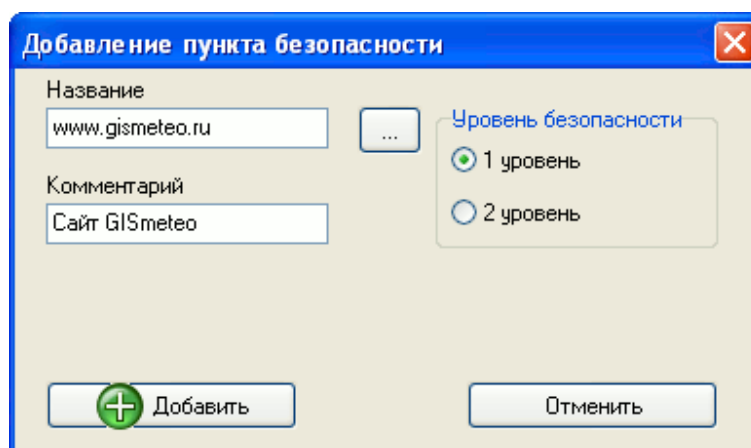 Добавление пункта безопасности
Название
www.gismeteo.ru
...
Уровень безопасности
1 уровень
Комментарий
2 уровень
Сайт GISmeteo
Добавить
Отменить